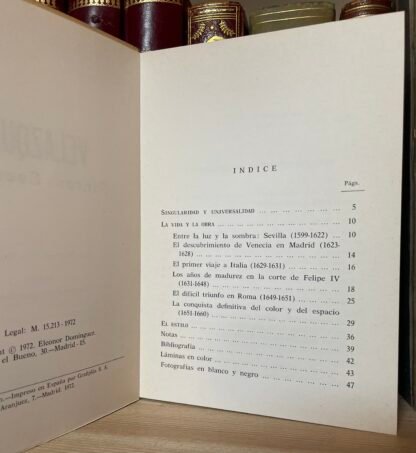 VELAZQU
Legal: M. 15.213-1972
ht © 1972. Eleonor Domínguez.
el Bueno, 30.—Madrid-15.
o.-Impreso en España por Grafolit, S. A.
Aranjuez, 7.-Madrid, 1972.
INDICE
Págs.
SINGULARIDAD Y UNIVERSALIDAD ... ... ... ... ... ... ... 5
LA VIDA Y LA OBRA ... ... ... ... ... ... ... ... ... 10
Entre la luz y la sombra: Sevilla (1599-1622) ... 10
El descubrimiento de Venecia en Madrid (1623-
1628) ... ... ... ... ... ... ... ... ... ... ... 14
El primer viaje a Italia (1629-1631) ... ... ... ... 16
Los años de madurez en la corte de Felipe IV
(1631-1648) ... ... ... ... ... ... ... ... ... 18
El difícil triunfo en Roma (1649-1651) ... ... ... 25
La conquista definitiva del color y del espacio
(1651-1660) ... ... ... ... ... ... ... ... ... 29
EL ESTILO ... ... ... ... ... ... ... ... ... ... ... 36
Notas ... ... ... ... ... ... ... ... ... ... ... ... 39
Bibliografía ... ... ... ... ... ... ... ... ... ... 42
Láminas en color ... ... ... ... ... ... ... ... ... 43
Fotografías en blanco y negro ... ... ... ... ... ... 47